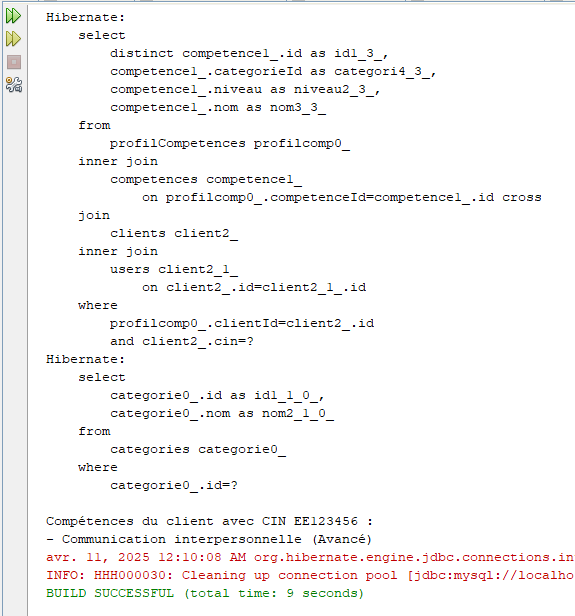 Hibernate:
    select
        distinct competence1_.id as id1_3_,
        competence1_.categorieId as categori4_3_,
        competence1_.niveau as niveau2_3_,
        competence1_.nom as nom3_3_
    from
        profilCompetences profilcomp0_
    inner join
        competences competence1_
            on profilcomp0_.competenceId=competence1_.id cross
    join
        clients client2_
    inner join
        users client2_1_
            on client2_.id=client2_1_.id
    where
        profilcomp0_.clientId=client2_.id
        and client2_.cin=?
Hibernate:
    select
        categorie0_.id as id1_1_0_,
        categorie0_.nom as nom2_1_0_
    from
        categories categorie0_
    where
        categorie0_.id=?

Compétences du client avec CIN EE123456 :
- Communication interpersonnelle (Avancé)
avr. 11, 2025 12:10:08 AM org.hibernate.engine.jdbc.connections.in
INFO: HHH000030: Cleaning up connection pool [jdbc:mysql://localho
BUILD SUCCESSFUL (total time: 9 seconds)